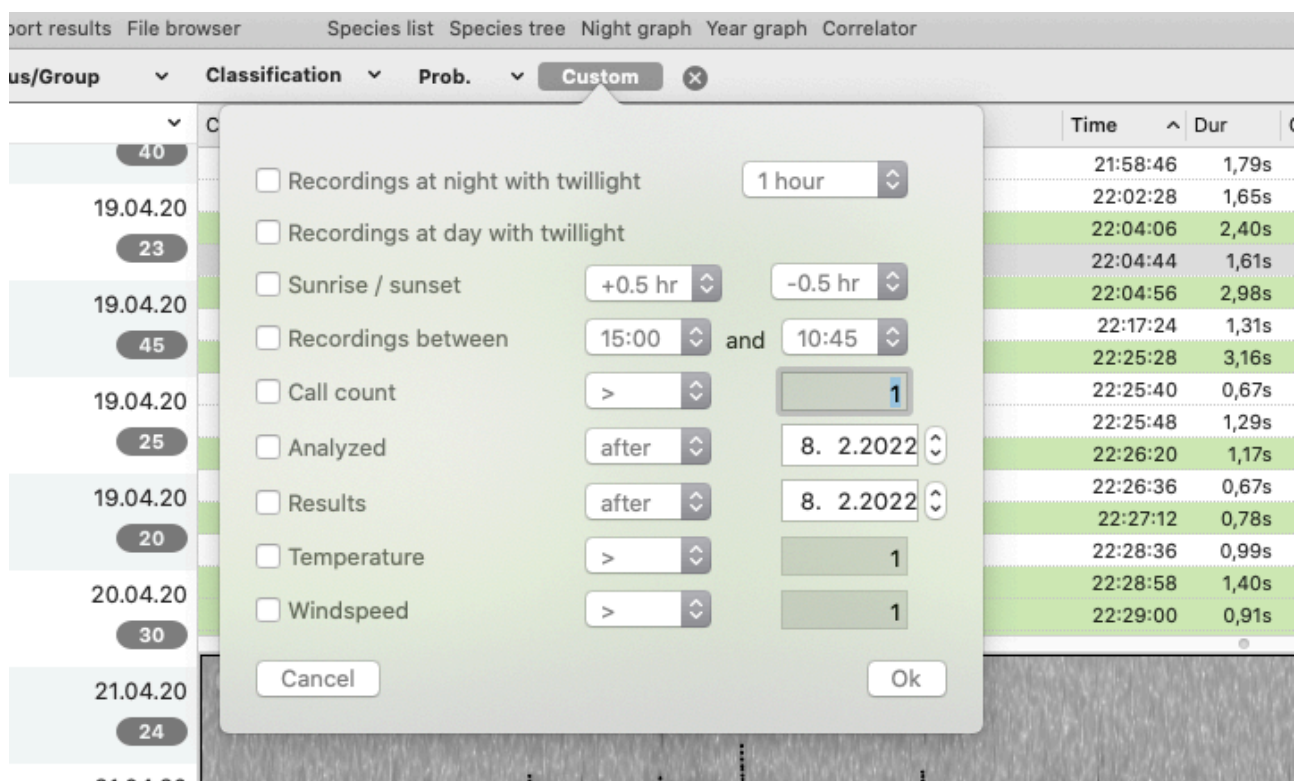 port results File browser Species list Species tree Night graph Year graph Correlator
us/Group Classification Prob. Custom
C Time Dur
40
19.04.20
23
19.04.20
45
19.04.20
25
19.04.20
20
20.04.20
30
21.04.20
24
Recordings at night with twillight 1 hour
Recordings at day with twillight
Sunrise / sunset +0.5 hr -0.5 hr
Recordings between 15:00 and 10:45
Call count > 1
Analyzed after 8. 2.2022
Results after 8. 2.2022
Temperature > 1
Windspeed > 1
Cancel Ok
21:58:46 1,79s
22:02:28 1,65s
22:04:06 2,40s
22:04:44 1,61s
22:04:56 2,98s
22:17:24 1,31s
22:25:28 3,16s
22:25:40 0,67s
22:25:48 1,29s
22:26:20 1,17s
22:26:36 0,67s
22:27:12 0,78s
22:28:36 0,99s
22:28:58 1,40s
22:29:00 0,91s